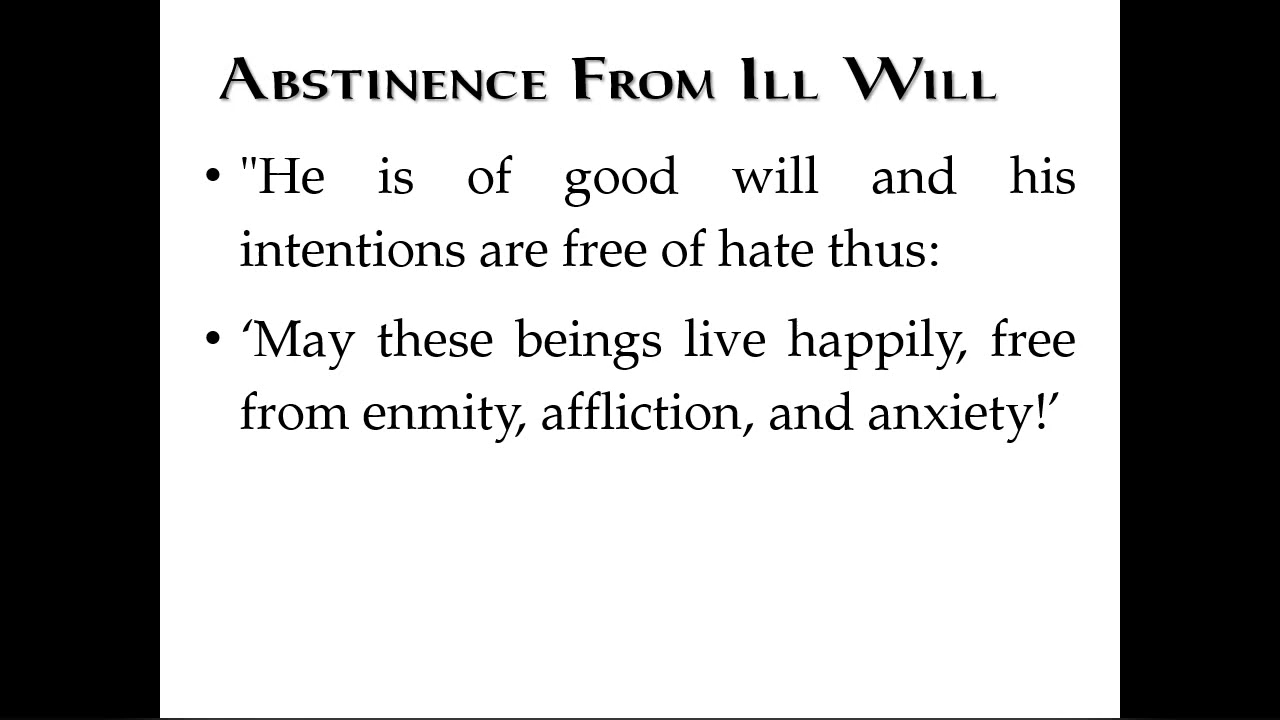 Abstinence From Ill Will
• "He is of good will and his
intentions are free of hate thus:
• ‘May these beings live happily, free
from enmity, affliction, and anxiety!’